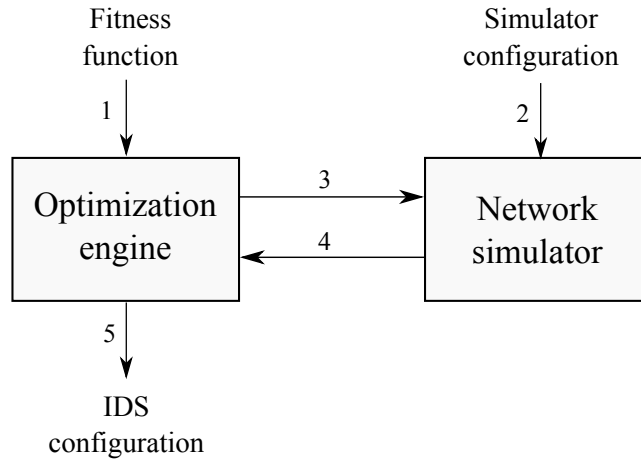 Fitness
function
Simulator
configuration
1
2
Optimization
engine
3
4
Network
simulator
5
IDS
configuration